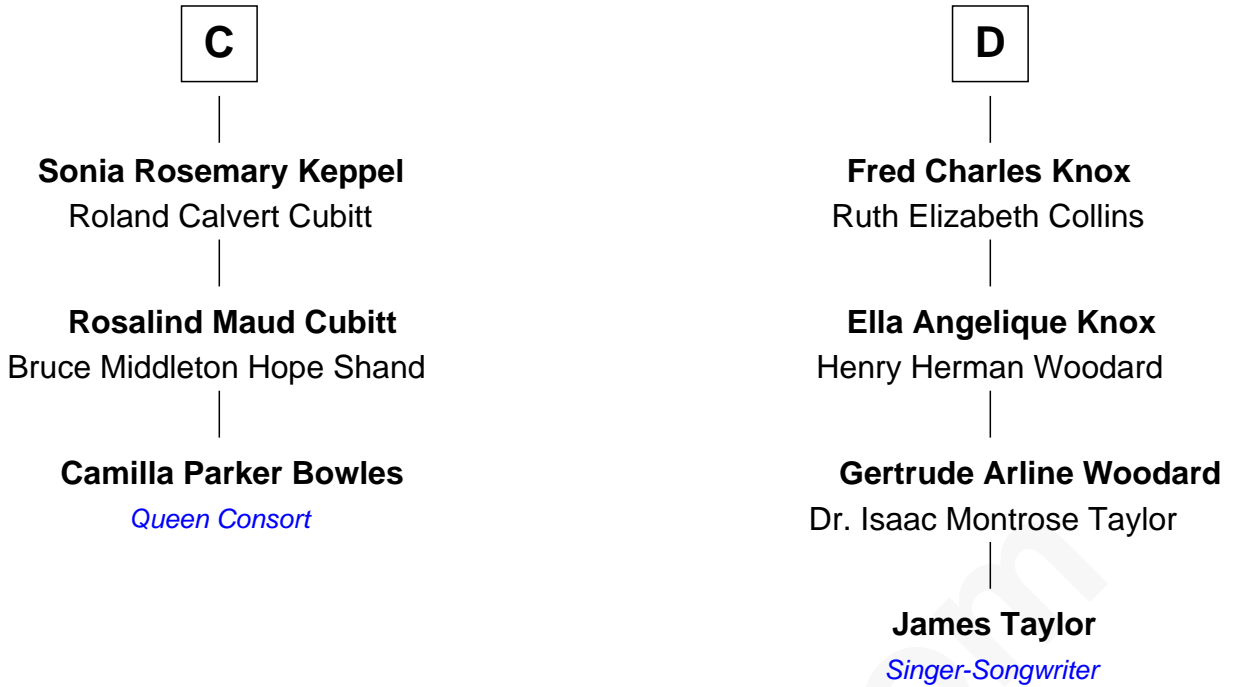 C
Sonia Rosemary Keppel
Roland Calvert Cubitt
Rosalind Maud Cubitt
Bruce Middleton Hope Shand
Camilla Parker Bowles
Queen Consort
D
Fred Charles Knox
Ruth Elizabeth Collins
Ella Angelique Knox
Henry Herman Woodard
Gertrude Arline Woodard
Dr. Isaac Montrose Taylor
James Taylor
Singer-Songwriter